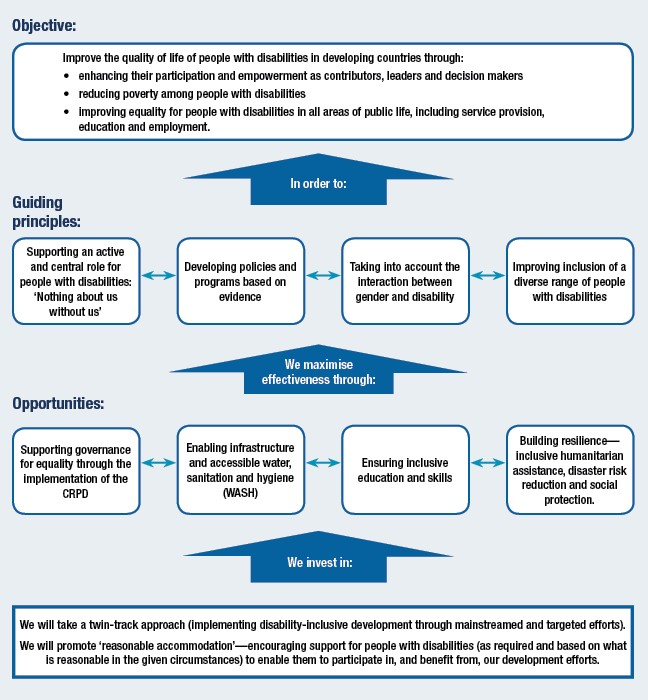 Objective:
Improve the quality of life of people with disabilities in developing countries through:
• enhancing their participation and empowerment as contributors, leaders and decision makers
• reducing poverty among people with disabilities
• improving equality for people with disabilities in all areas of public life, including service provision,
education and employment.
In order to:
Guiding
principles:
Supporting an active
and central role for
people with disabilities:
‘Nothing about us
without us’
Developing policies and
programs based on
evidence
Taking into account the
interaction between
gender and disability
Improving inclusion of a
diverse range of people
with disabilities
We maximise
effectiveness through:
Opportunities:
Supporting governance
for equality through the
implementation of the
CRPD
Enabling infrastructure
and accessible water,
sanitation and hygiene
(WASH)
Ensuring inclusive
education and skills
Building resilience—
inclusive humanitarian
assistance, disaster risk
reduction and social
protection.
We invest in:
We will take a twin-track approach (implementing disability-inclusive development through mainstreamed and targeted efforts).
We will promote ‘reasonable accommodation’—encouraging support for people with disabilities (as required and based on what
is reasonable in the given circumstances) to enable them to participate in, and benefit from, our development efforts.